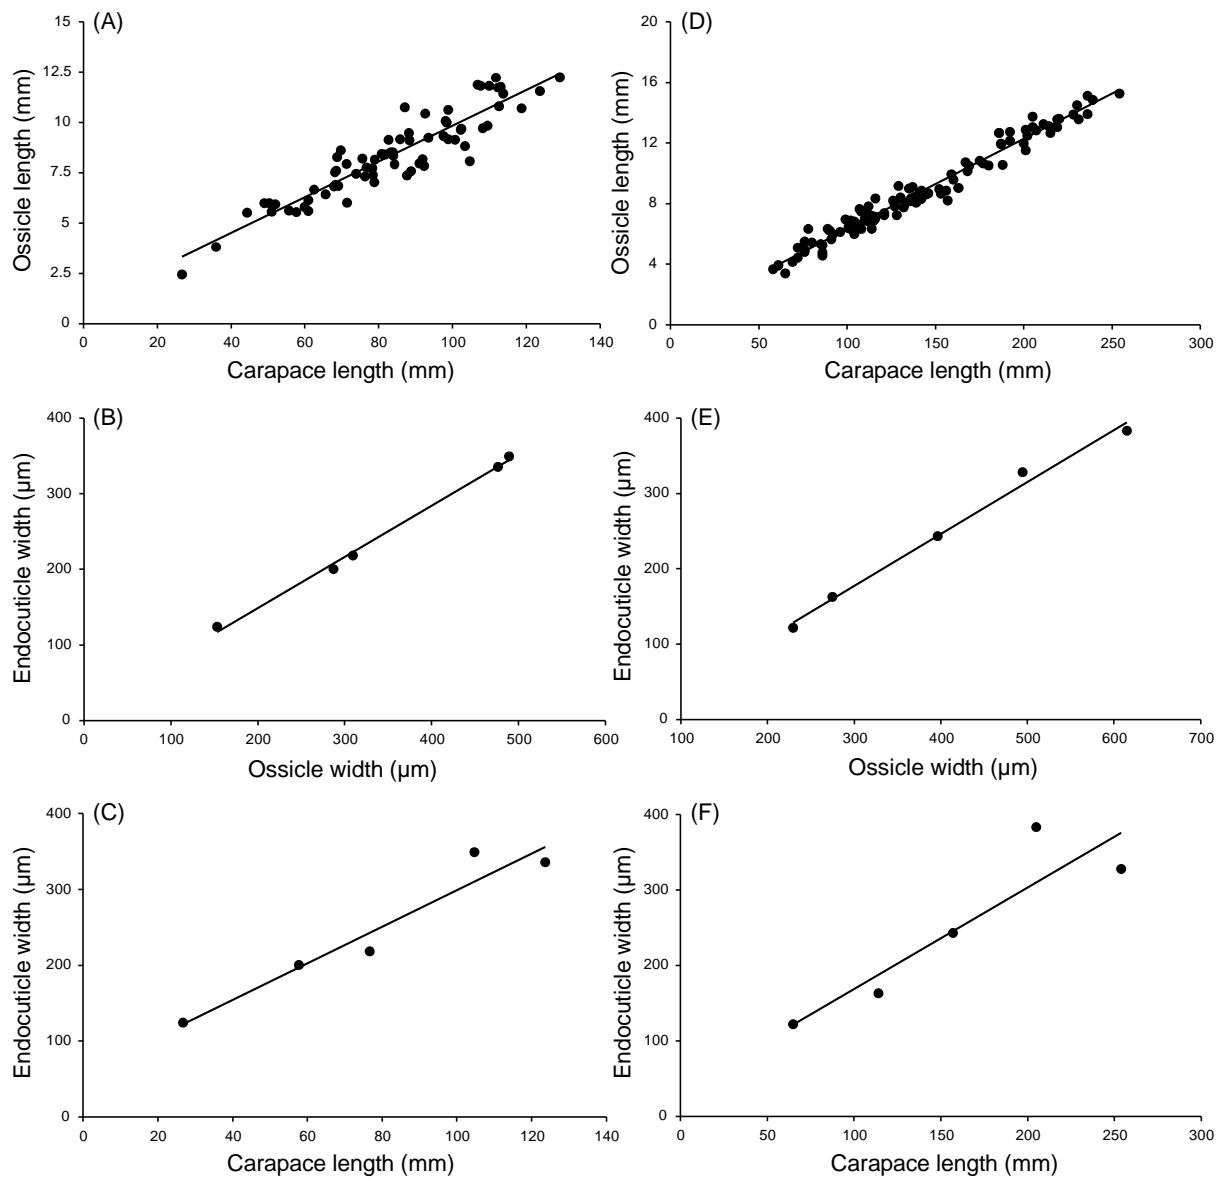 (A)
15
12.5
10
7.5
5
2.5
0
Ossicle length (mm)
0 20 40 60 80 100 120 140
Carapace length (mm)
(D)
20
16
12
8
4
0
Ossicle length (mm)
0 50 100 150 200 250 300
Carapace length (mm)
(B)
400
300
200
100
0
Endocuticle width (µm)
0 100 200 300 400 500 600
Ossicle width (µm)
(E)
400
300
200
100
0
Endocuticle width (µm)
100 200 300 400 500 600 700
Ossicle width (µm)
(C)
400
300
200
100
0
Endocuticle width (µm)
0 20 40 60 80 100 120 140
Carapace length (mm)
(F)
400
300
200
100
0
Endocuticle width (µm)
0 50 100 150 200 250 300
Carapace length (mm)